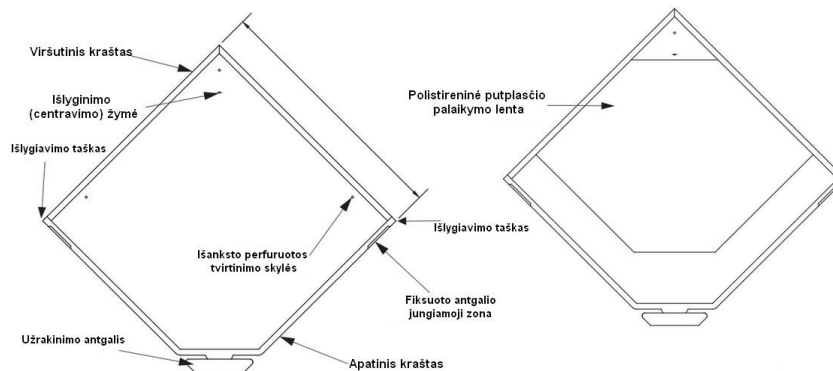 Viršutinis kraštas
Išlyginimo
(centravimo) žymė
Išlygiavimo taškas
Išlygiavimo taškas
Išanksto perfuruotos
tvirtinimo skylės
Fiksuoto antgalio
jungiamoji zona
Užrakinimo antgalis
Apatinis kraštas
Polistireninė putplasčio
palaikymo lenta